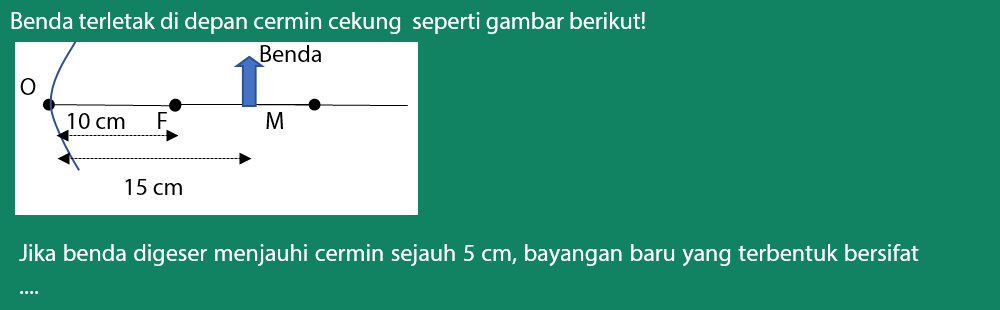 Benda terletak di depan cermin cekung seperti gambar berikut!
Benda
O
10 cm F M
15 cm
Jika benda digeser menjauhi cermin sejauh 5 cm, bayangan baru yang terbentuk bersifat
....